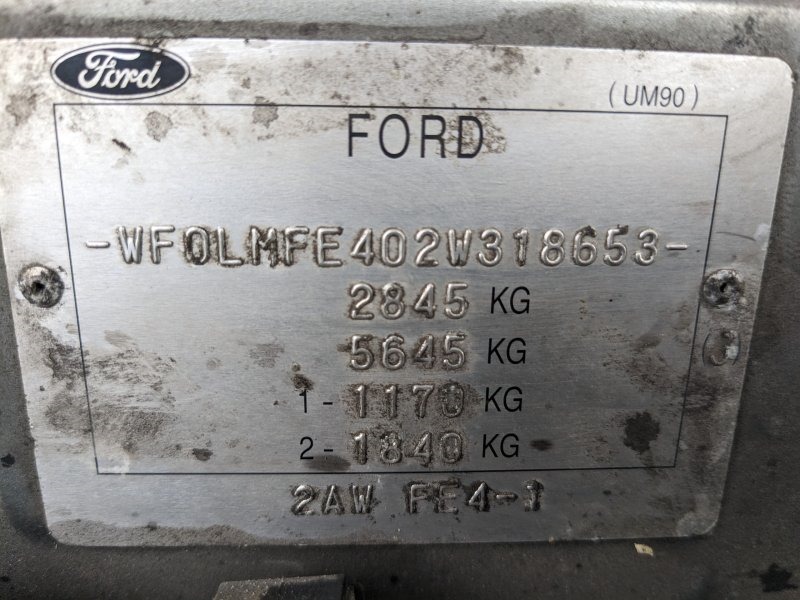 Ford
(UM90)
FORD
-WF0LMFE402W318653-
2845 KG
5645 KG
1-1170 KG
2-1840 KG
2AW FE4-1